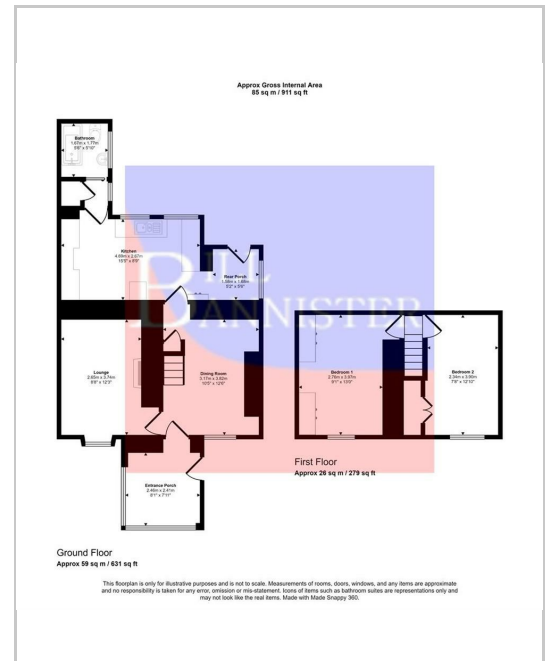 Approx Gross Internal Area
85 sq m / 911 sq ft
Bathroom
1.67m x 1.77m
5'6" x 5'10"
Kitchen
4.69m x 2.67m
15'5" x 8'9"
Rear Porch
5'2" x 5'6"
BILL
BANNISTER
Lounge
2.65m x 3.74m
8'8" x 12'3"
Dining Room
3.17m x 3.82m
10'5" x 12'6"
Bedroom 1
2.76m x 3.97m
9'1" x 13'0"
Bedroom 2
2.34m x 3.90m
7'8" x 12'10"
Entrance Porch
2.46m x 2.41m
8'1" x 7'11"
First Floor
Approx 26 sq m / 279 sq ft
Ground Floor
Approx 59 sq m / 631 sq ft
This floorplan is only for illustrative purposes and is not to scale. Measurements of rooms, doors, windows, and any items are approximate
and no responsibility is taken for any error, omission or mis-statement. Icons of items such as bathroom suites are representations only and
may not look like the real items. Made with Made Snappy 360.